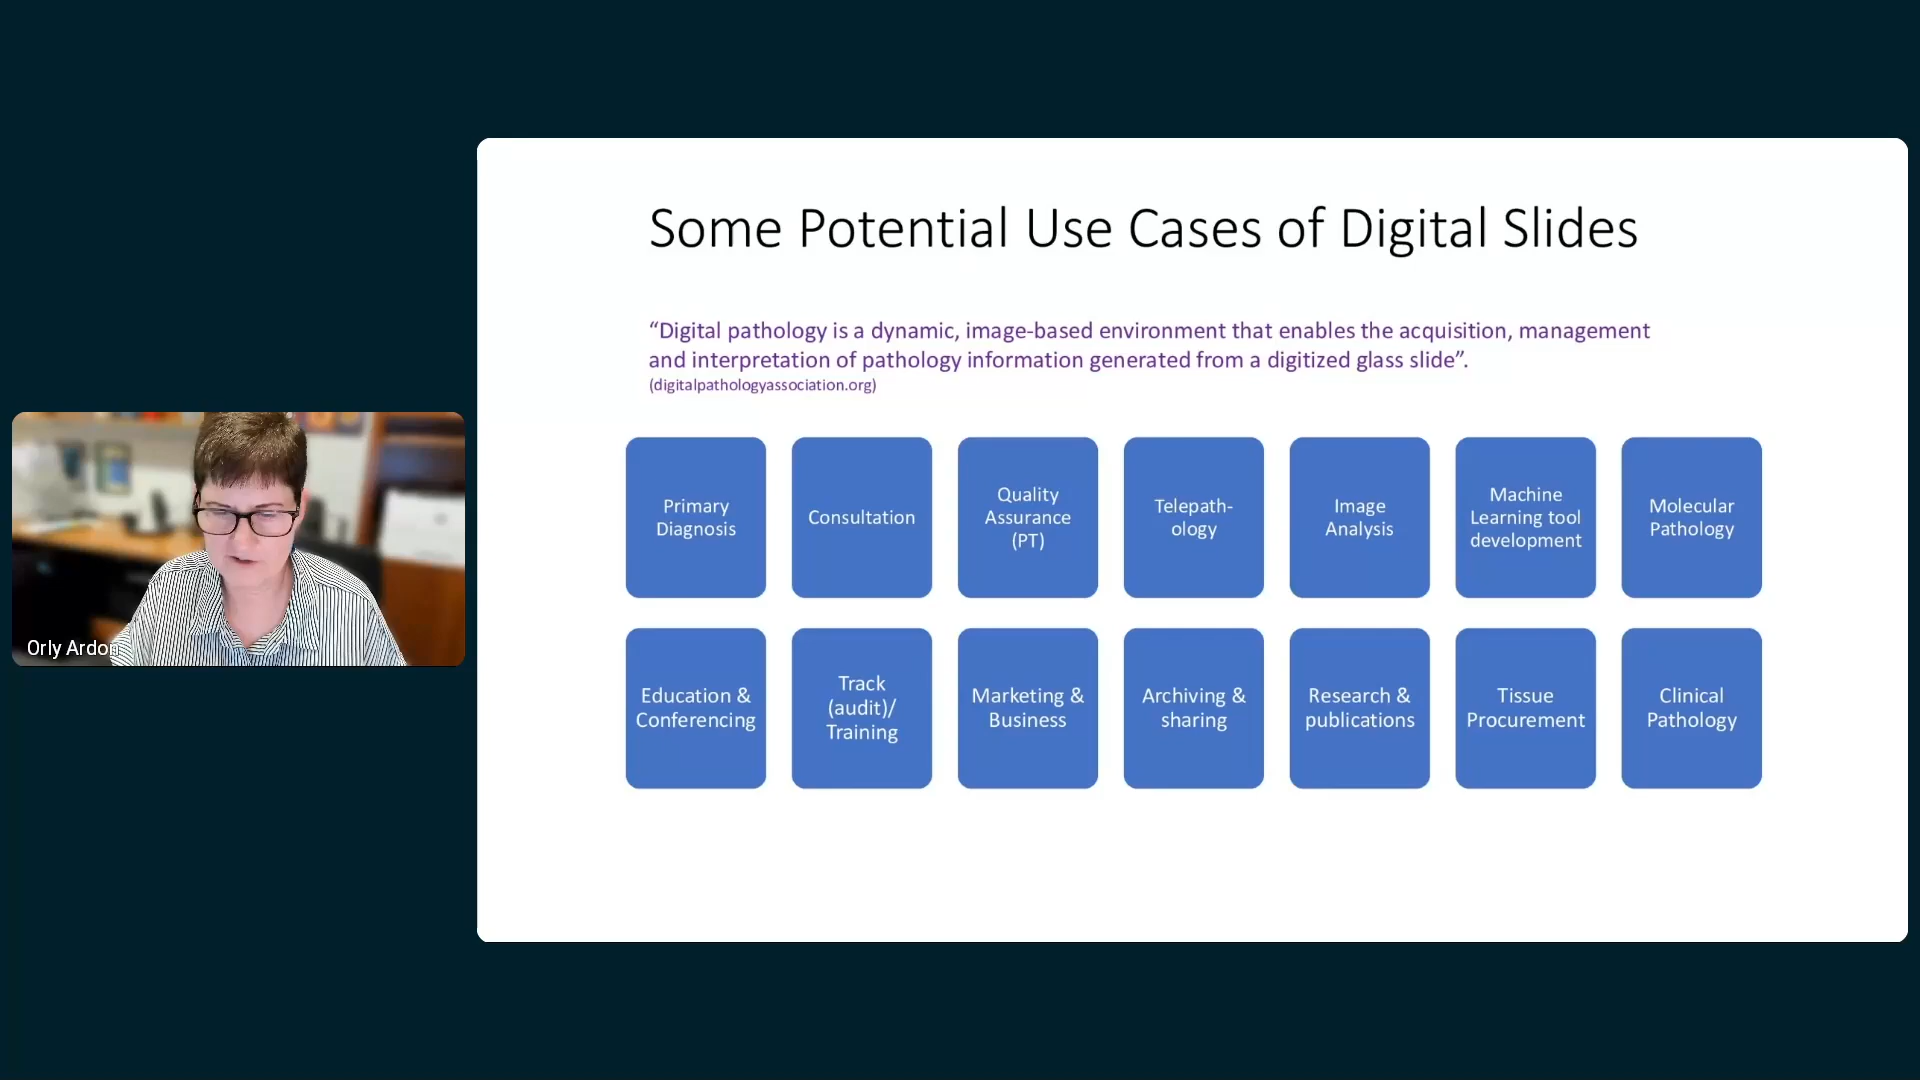 Some Potential Use Cases of Digital Slides
“Digital pathology is a dynamic, image-based environment that enables the acquisition, management
and interpretation of pathology information generated from a digitized glass slide”.
(digitalpathologyassociation.org)
Primary
Diagnosis
Consultation
Quality
Assurance
(PT)
Telepath-
ology
Image
Analysis
Machine
Learning tool
development
Molecular
Pathology
Education &
Conferencing
Track
(audit)/
Training
Marketing &
Business
Archiving &
sharing
Research &
publications
Tissue
Procurement
Clinical
Pathology
Orly Ardon